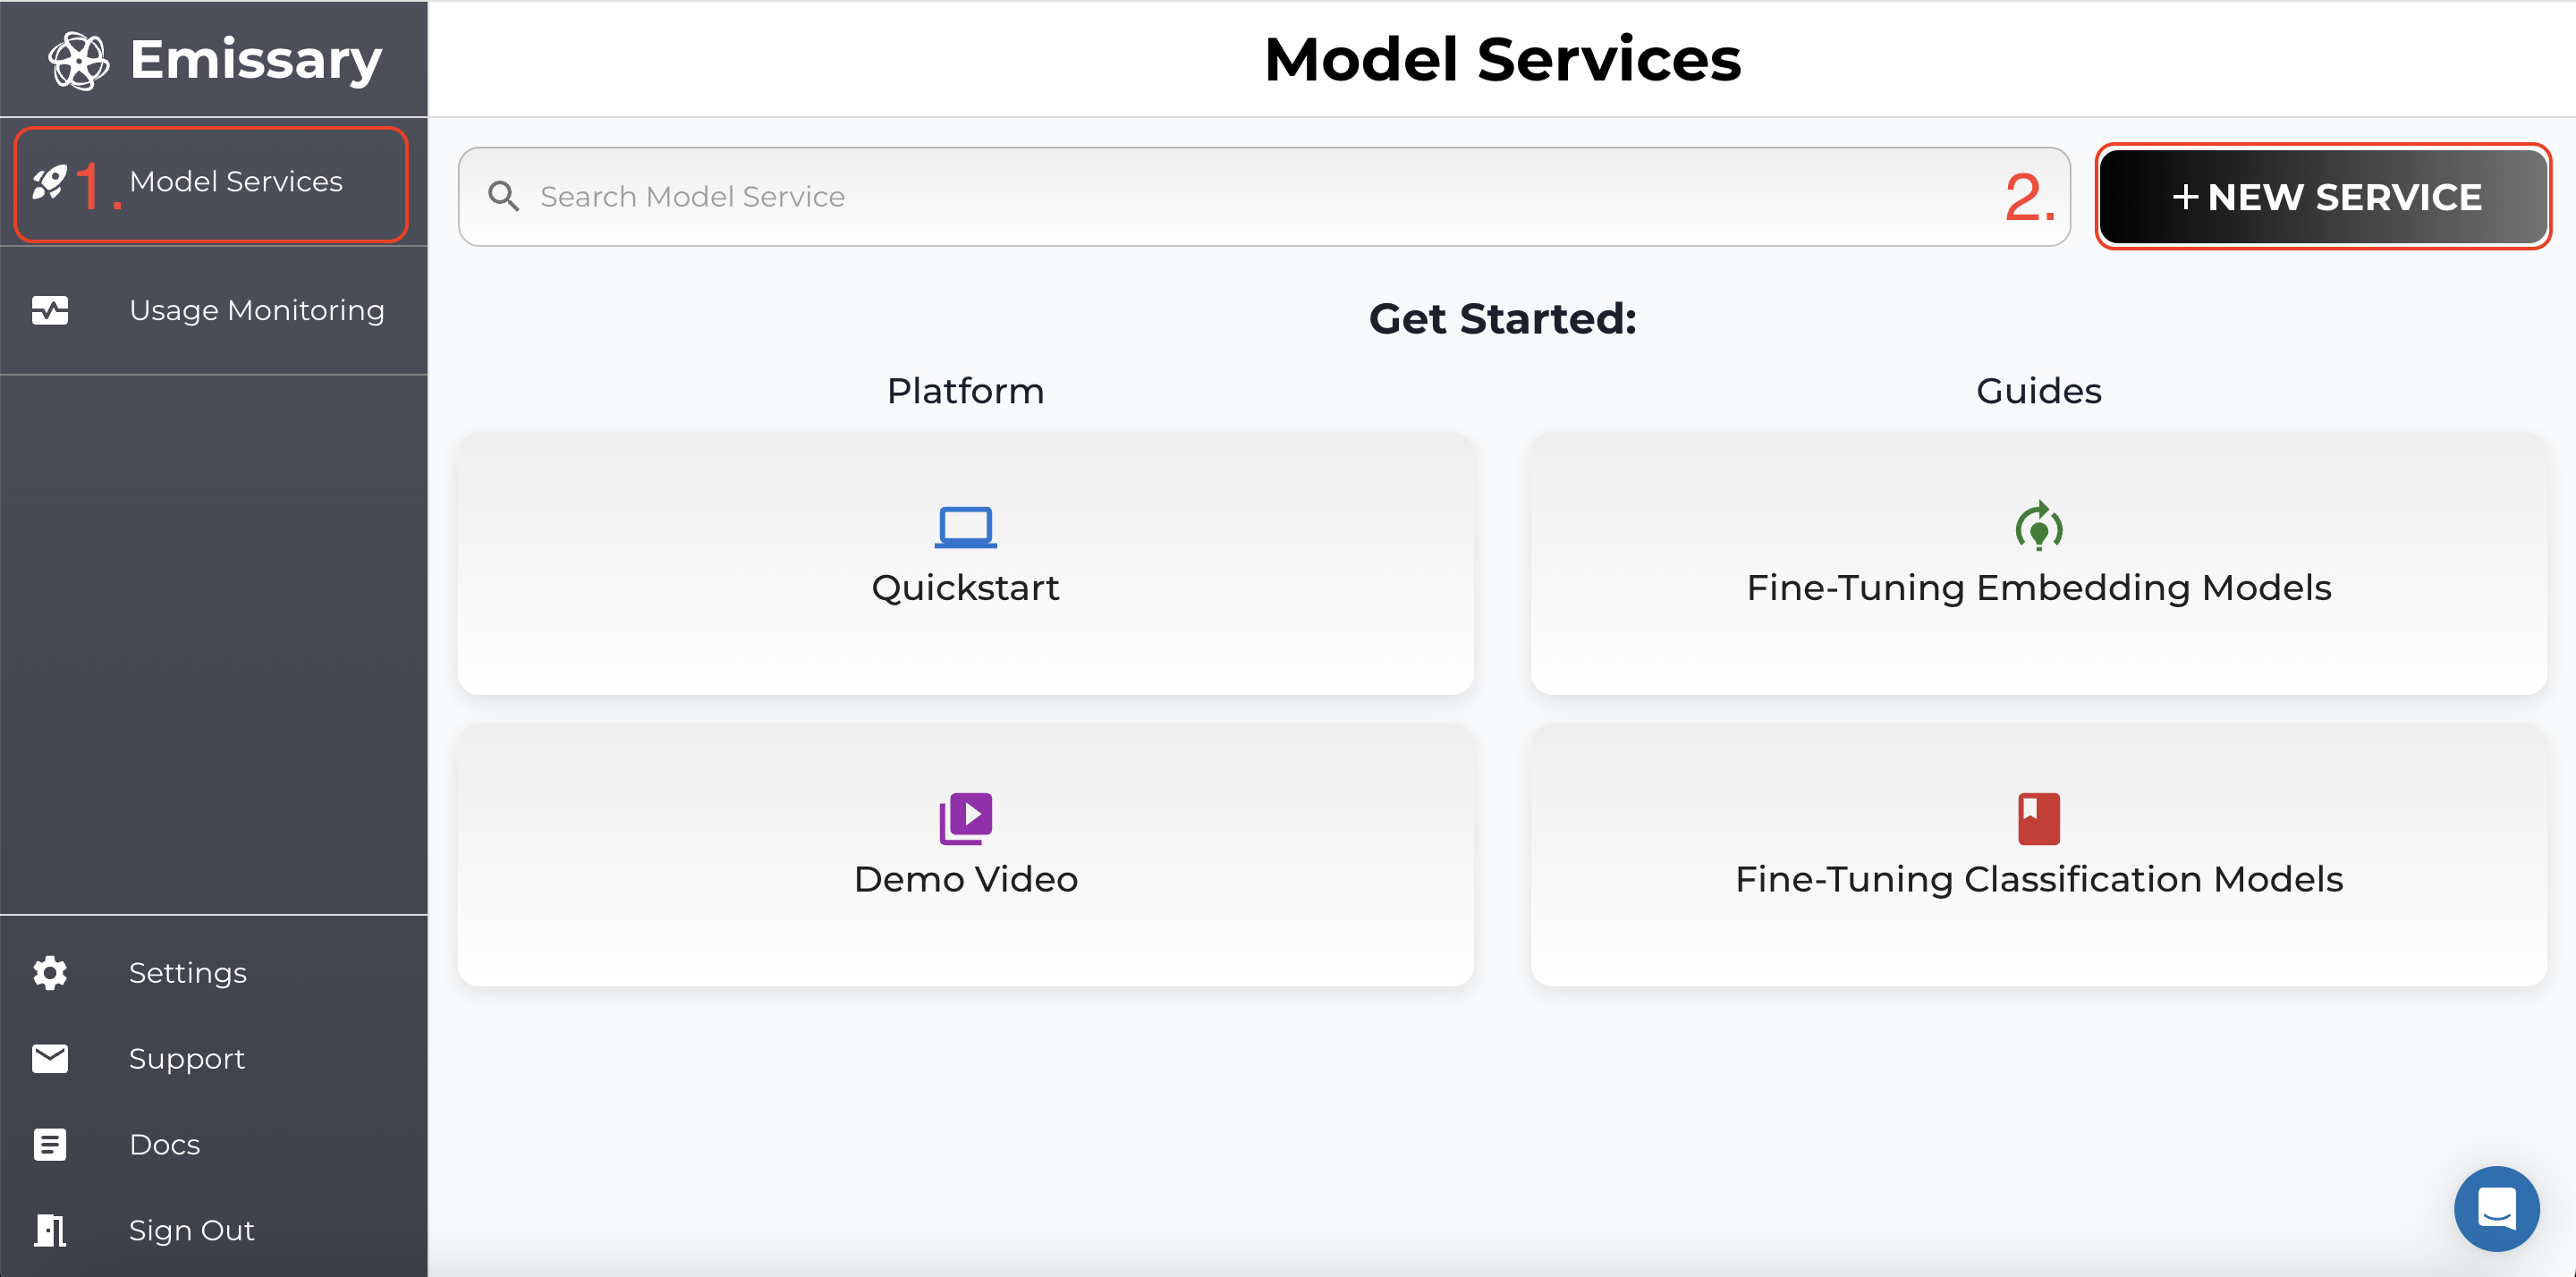 Emissary
1. Model Services
Usage Monitoring
Settings
Support
Docs
Sign Out
Model Services
Search Model Service
2.
+ NEW SERVICE
Get Started:
Platform
Guides
Quickstart
Fine-Tuning Embedding Models
Demo Video
Fine-Tuning Classification Models